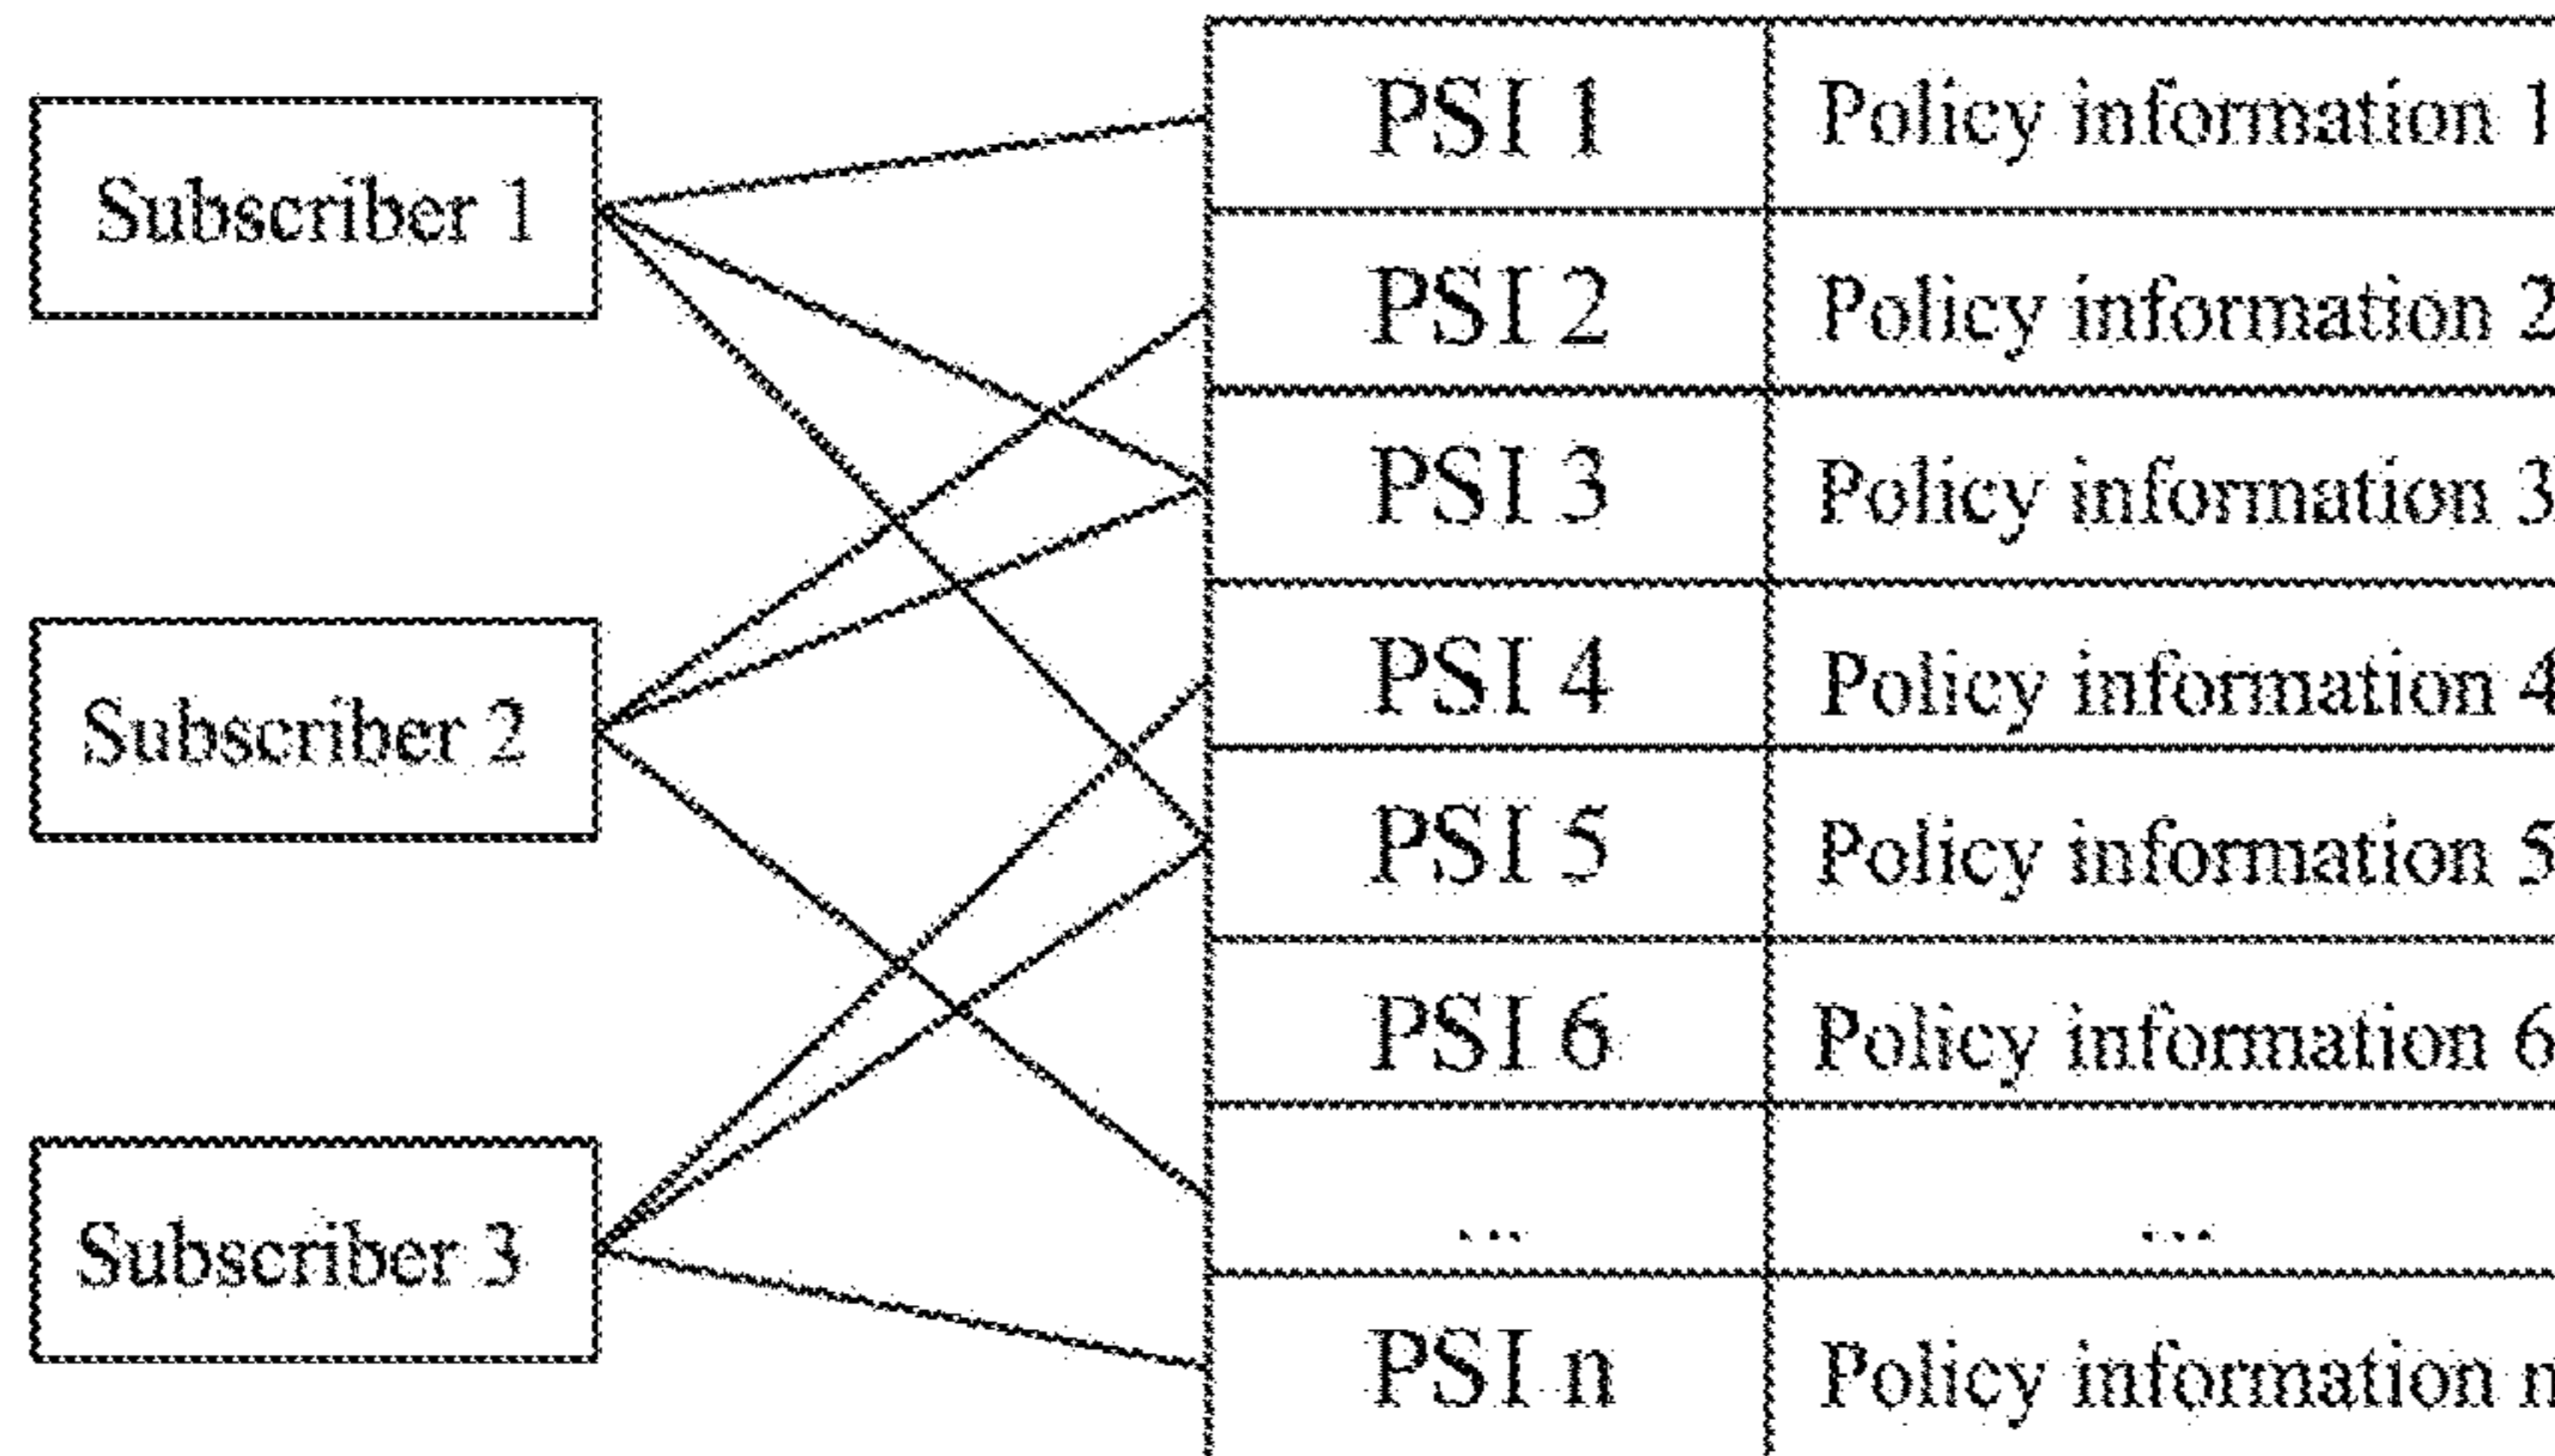 Subscriber 1
Subscriber 2
Subscriber 3
PSI 1 Policy information 1
PSI 2 Policy information 2
PSI 3 Policy information 3
PSI 4 Policy information 4
PSI 5 Policy information 5
PSI 6 Policy information 6
... ...
PSI n Policy information n